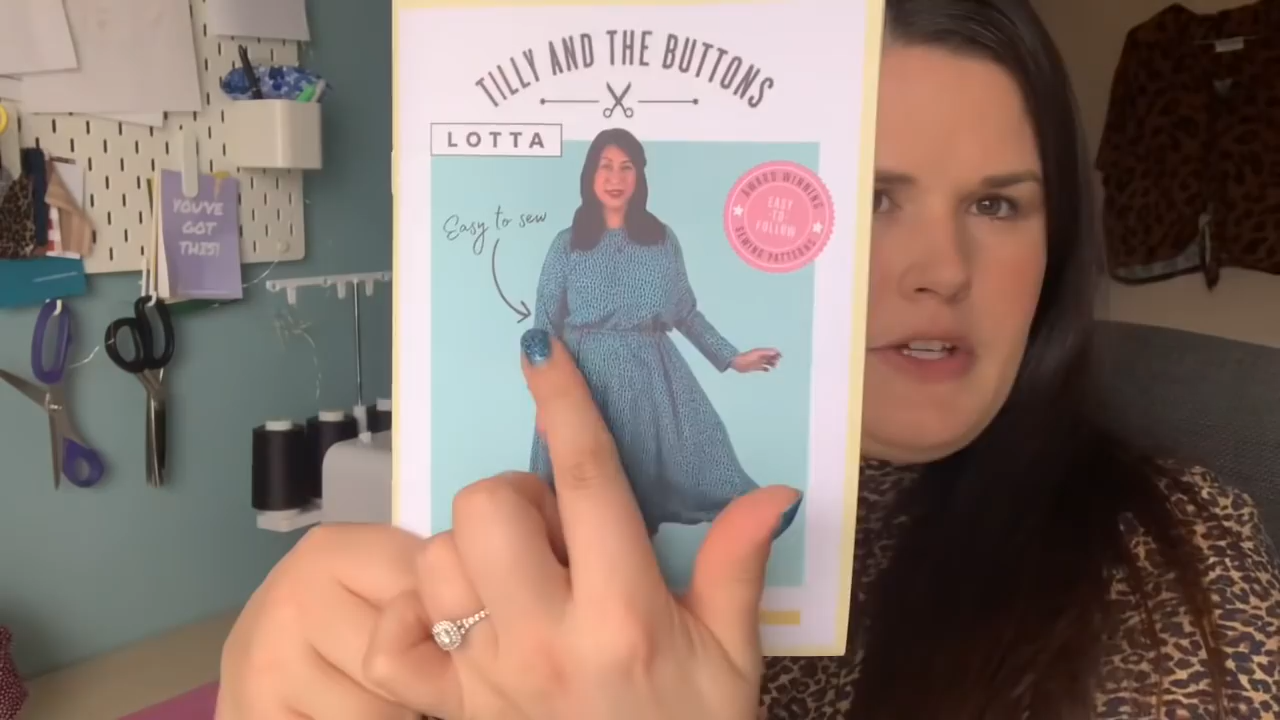 TILLY AND THE BUTTONS
LOTTA
Easy to sew
AWARD WINNING
EASY
-TO-
FOLLOW
SEWING PATTERNS
YOU'VE
GOT
THIS!